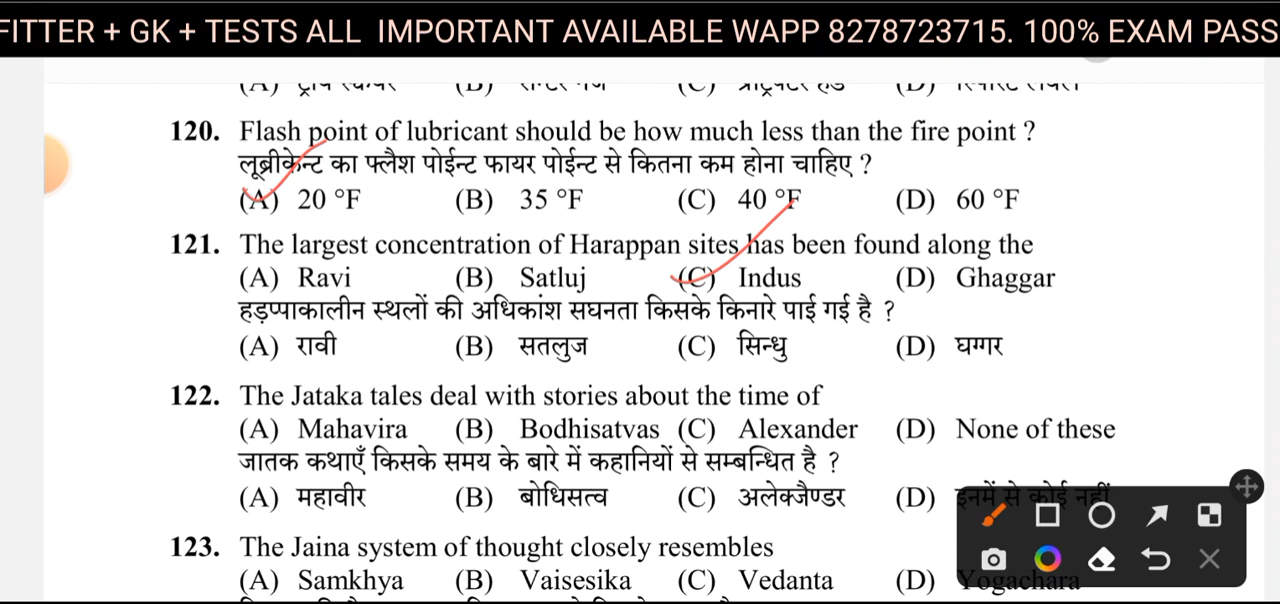 FITTER + GK + TESTS ALL IMPORTANT AVAILABLE WAPP 8278723715. 100% EXAM PASS
(A) (B) (C) (D)
120. Flash point of lubricant should be how much less than the fire point ?
लूब्रीकेन्ट का फ्लैश पोईन्ट फायर पोईन्ट से कितना कम होना चाहिए ?
(A) 20 °F (B) 35 °F (C) 40 °F (D) 60 °F
121. The largest concentration of Harappan sites has been found along the
(A) Ravi (B) Satluj (C) Indus (D) Ghaggar
हड़प्पाकालीन स्थलों की अधिकांश सघनता किसके किनारे पाई गई है ?
(A) रावी (B) सतलुज (C) सिन्धु (D) घग्गर
122. The Jataka tales deal with stories about the time of
(A) Mahavira (B) Bodhisatvas (C) Alexander (D) None of these
जातक कथाएँ किसके समय के बारे में कहानियों से सम्बन्धित है ?
(A) महावीर (B) बोधिसत्व (C) अलेक्जैण्डर (D) इनमें से कोई नहीं
123. The Jaina system of thought closely resembles
(A) Samkhya (B) Vaisesika (C) Vedanta (D) Yogachara